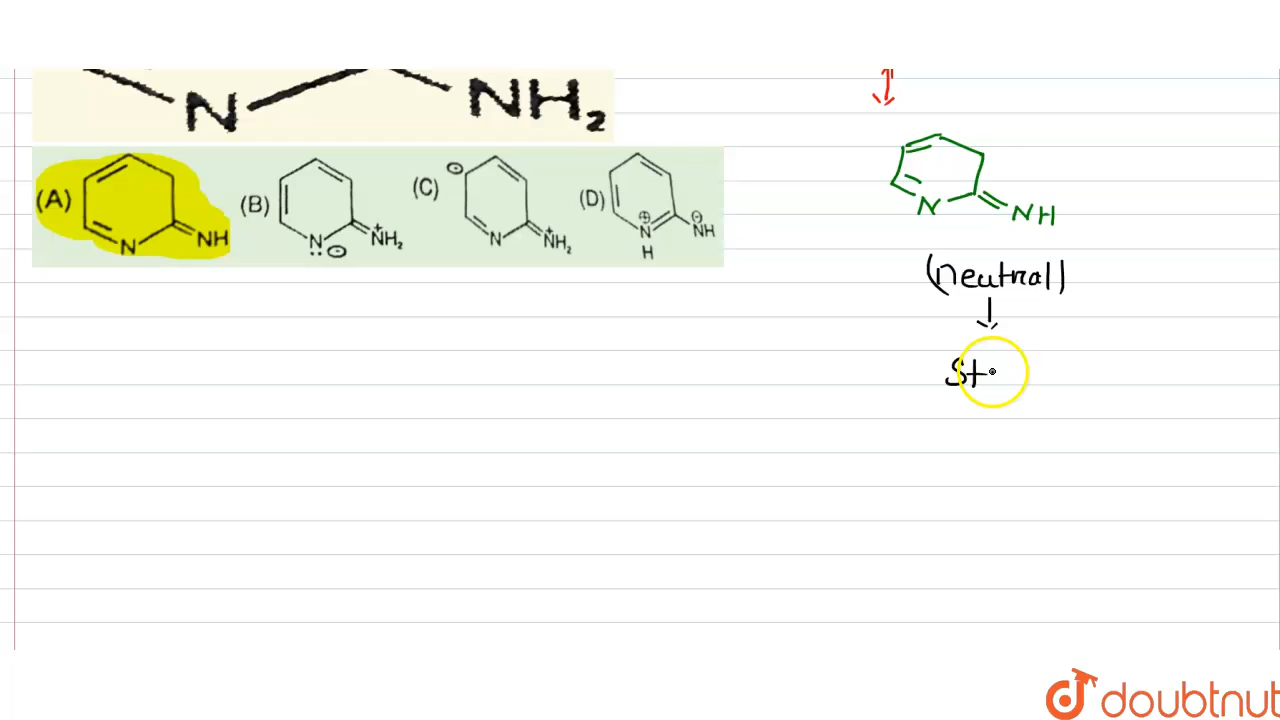 N NH₂
(A) N NH (B) N NH₂ + (C) N NH₂ + (D) N H NH
N NH
(neutral)
St
doubtnut